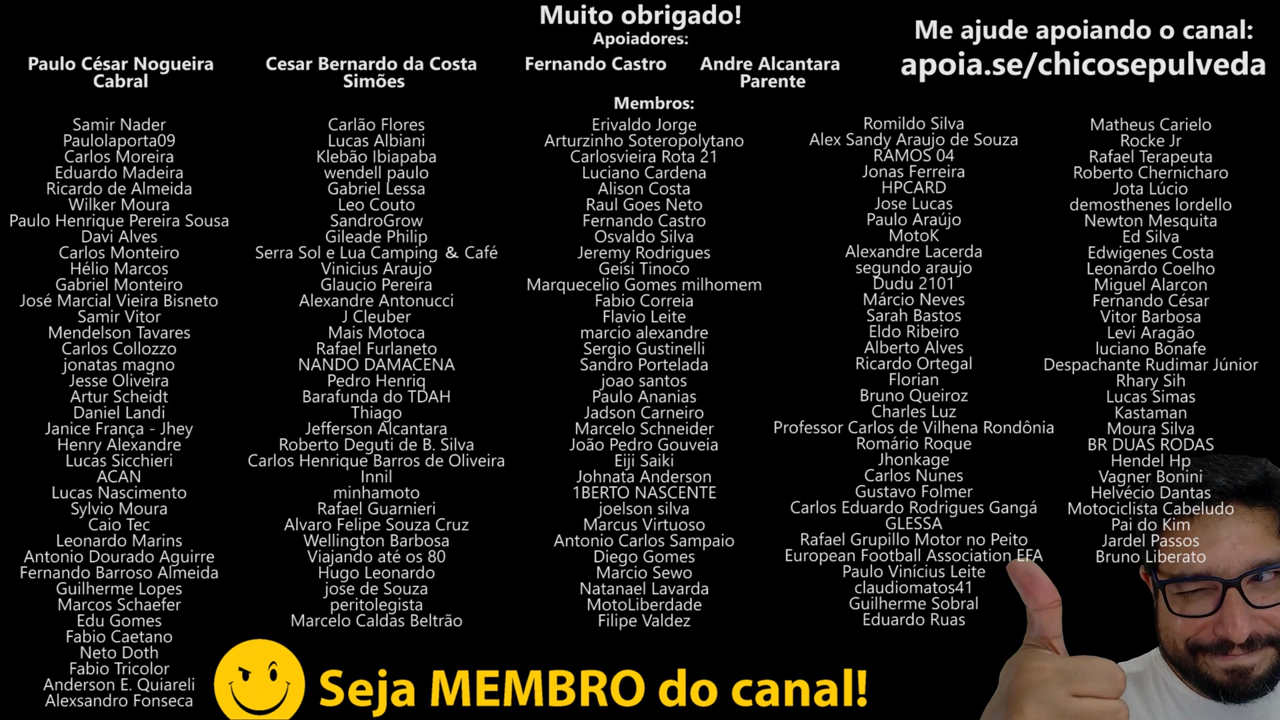 Muito obrigado!
Apoiadores:
Paulo César Nogueira
Cabral
Cesar Bernardo da Costa
Simões
Fernando Castro
Andre Alcantara
Parente
Me ajude apoiando o canal:
apoia.se/chicosepulveda
Membros:
Samir Nader
Paulolaporta09
Carlos Moreira
Eduardo Madeira
Ricardo de Almeida
Wilker Moura
Paulo Henrique Pereira Sousa
Davi Alves
Carlos Monteiro
Hélio Marcos
Gabriel Monteiro
José Marcial Vieira Bisneto
Samir Vitor
Mendelson Tavares
Carlos Collozzo
jonatas magno
Jesse Oliveira
Artur Scheidt
Daniel Landi
Janice França - Jhey
Henry Alexandre
Lucas Sicchieri
ACAN
Lucas Nascimento
Sylvio Moura
Caio Tec
Leonardo Marins
Antonio Dourado Aguirre
Fernando Barroso Almeida
Guilherme Lopes
Marcos Schaefer
Edu Gomes
Fabio Caetano
Neto Doth
Fabio Tricolor
Anderson E. Quiareli
Alexsandro Fonseca
Carlão Flores
Lucas Albiani
Klebão Ibiapaba
wendell paulo
Gabriel Lessa
Leo Couto
SandroGrow
Gileade Philip
Serra Sol e Lua Camping & Café
Vinicius Araujo
Glaucio Pereira
Alexandre Antonucci
J Cleuber
Mais Motoca
Rafael Furlaneto
NANDO DAMACENA
Pedro Henriq
Barafunda do TDAH
Thiago
Jefferson Alcantara
Roberto Deguti de B. Silva
Carlos Henrique Barros de Oliveira
Innil
minhamoto
Rafael Guarnieri
Alvaro Felipe Souza Cruz
Wellington Barbosa
Viajando até os 80
Hugo Leonardo
jose de Souza
peritolegista
Marcelo Caldas Beltrão
Erivaldo Jorge
Arturzinho Soteropolytano
Carlosvieira Rota 21
Luciano Cardena
Alison Costa
Raul Goes Neto
Fernando Castro
Osvaldo Silva
Jeremy Rodrigues
Geisi Tinoco
Marquecelio Gomes milhomem
Fabio Correia
Flavio Leite
marcio alexandre
Sergio Gustinelli
Sandro Portelada
joao santos
Paulo Ananias
Jadson Carneiro
Marcelo Schneider
João Pedro Gouveia
Eiji Saiki
Johnata Anderson
1BERTO NASCENTE
joelson silva
Marcus Virtuoso
Antonio Carlos Sampaio
Diego Gomes
Marcio Sewo
Natanael Lavarda
MotoLiberdade
Filipe Valdez
Romildo Silva
Alex Sandy Araujo de Souza
RAMOS 04
Jonas Ferreira
HPCARD
Jose Lucas
Paulo Araújo
MotoK
Alexandre Lacerda
segundo araujo
Dudu 2101
Márcio Neves
Sarah Bastos
Eldo Ribeiro
Alberto Alves
Ricardo Ortegal
Florian
Bruno Queiroz
Charles Luz
Professor Carlos de Vilhena Rondônia
Romário Roque
Jhonkage
Carlos Nunes
Gustavo Folmer
Carlos Eduardo Rodrigues Gangá
GLESSA
Rafael Grupillo Motor no Peito
European Football Association EFA
Paulo Vinícius Leite
claudiomatos41
Guilherme Sobral
Eduardo Ruas
Matheus Carielo
Rocke Jr
Rafael Terapeuta
Roberto Chernicharo
Jota Lúcio
demosthenes lordello
Newton Mesquita
Ed Silva
Edwigenes Costa
Leonardo Coelho
Miguel Alarcon
Fernando César
Vitor Barbosa
Levi Aragão
luciano Bonafe
Despachante Rudimar Júnior
Rhary Sih
Lucas Simas
Kastaman
Moura Silva
BR DUAS RODAS
Hendel Hp
Vagner Bonini
Helvécio Dantas
Motociclista Cabeludo
Pai do Kim
Jardel Passos
Bruno Liberato
Seja MEMBRO do canal!